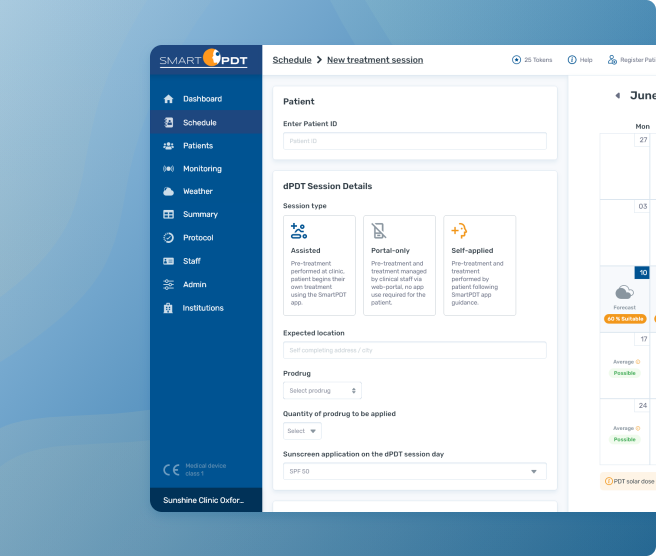 SMART PDT
Schedule > New treatment session
25 Tokens
Help
Register Pati
Dashboard
Schedule
Patients
Monitoring
Weather
Summary
Protocol
Staff
Admin
Institutions
CE Medical device
class 1
Sunshine Clinic Oxfor...
Patient
Enter Patient ID
Patient ID
dPDT Session Details
Session type
Assisted
Pre-treatment
performed at clinic,
patient begins their
own treatment
using the SmartPDT
app.
Portal-only
Pre-treatment and
treatment managed
by clinical staff via
web-portal, no app
use required for the
patient.
Self-applied
Pre-treatment and
treatment
performed by
patient following
SmartPDT app
guidance.
Expected location
Self completing address / city
Prodrug
Select prodrug
Quantity of prodrug to be applied
Select
Sunscreen application on the dPDT session day
SPF 50
June
Mon
27
03
10
Forecast
60 % Suitable
17
Average
Possible
24
Average
Possible
PDT solar dose